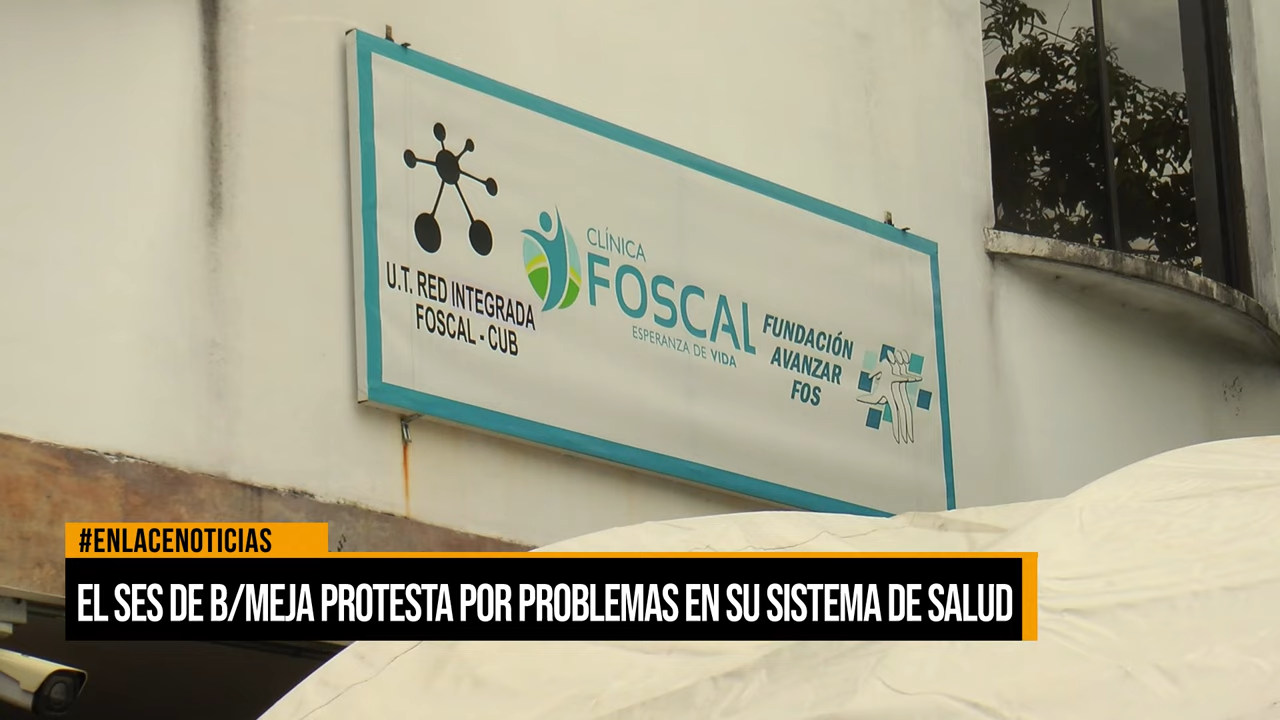 U.T. RED INTEGRADA
FOSCAL - CUB
CLÍNICA
FOSCAL
ESPERANZA DE VIDA
FUNDACIÓN
AVANZAR
FOS
#ENLACENOTICIAS
EL SES DE B/MEJA PROTESTA POR PROBLEMAS EN SU SISTEMA DE SALUD